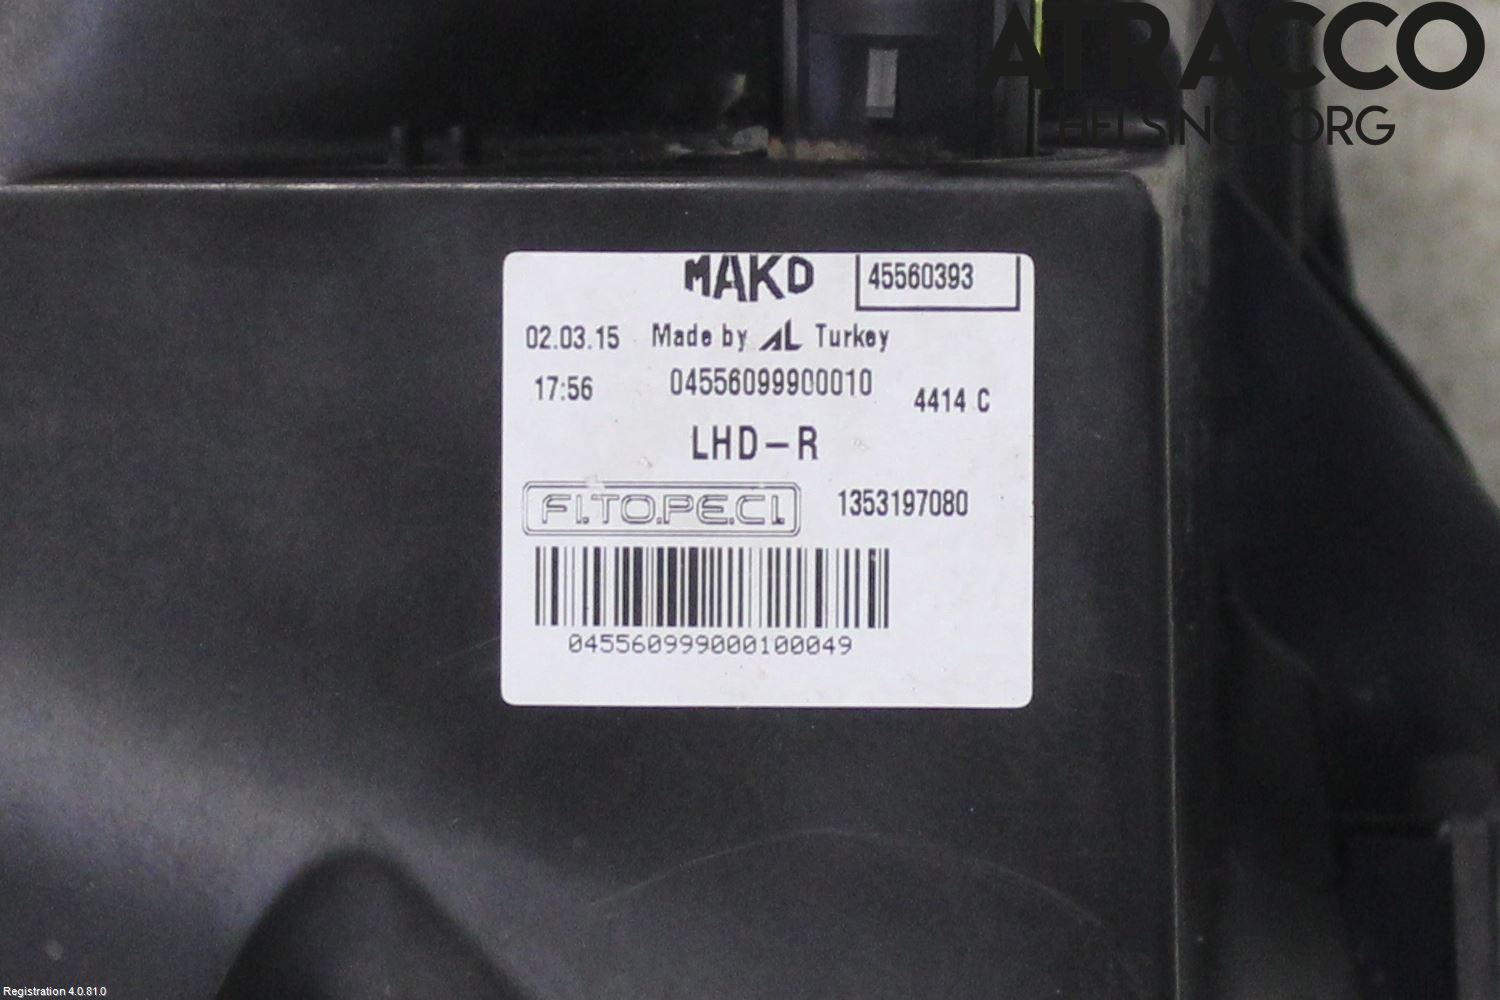 ATRACCO
HELSINGBORG
MAKO 45560393
02.03.15 Made by AL Turkey
17:56 04556099900010 4414 C
LHD-R
FI.TO.PE.CI. 1353197080
045560999000100049
Registration 4.0.81.0